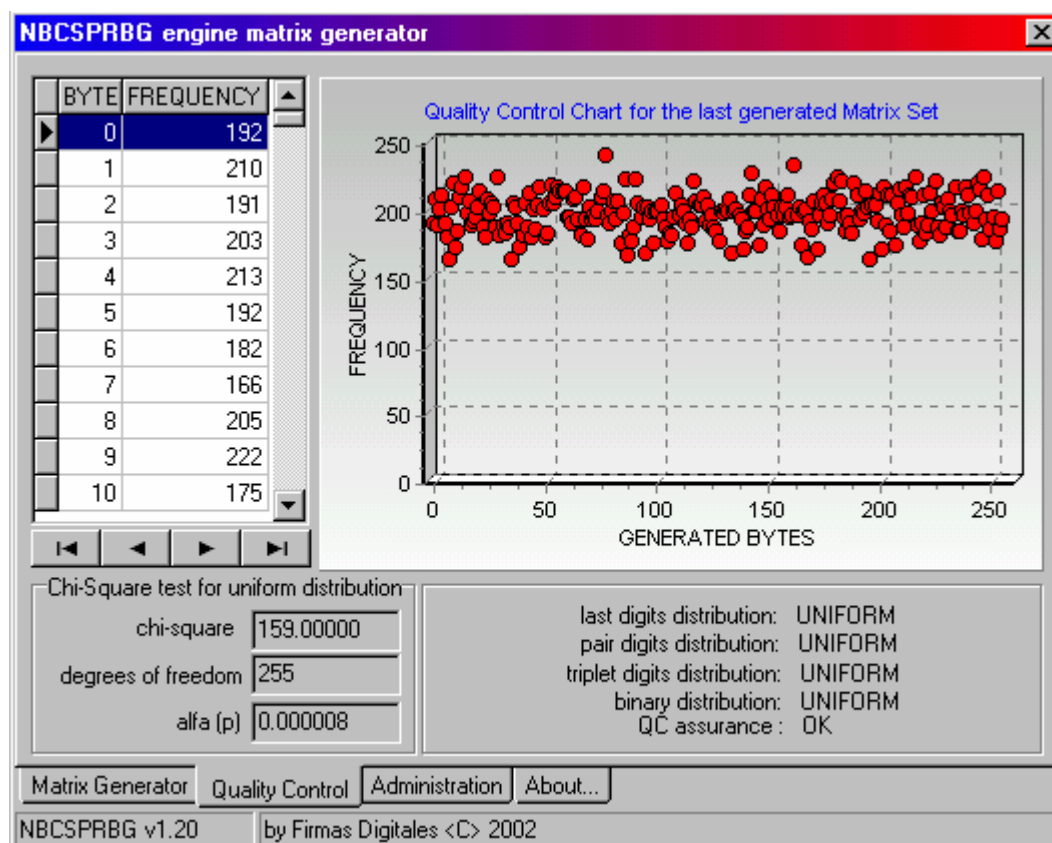 NBCSPRBG engine matrix generator
BYTE FREQUENCY
0 192
1 210
2 191
3 203
4 213
5 192
6 182
7 166
8 205
9 222
10 175
Quality Control Chart for the last generated Matrix Set
FREQUENCY
250
200
150
100
50
0
0 50 100 150 200 250
GENERATED BYTES
Chi-Square test for uniform distribution
chi-square 159.00000
degrees of freedom 255
alfa (p) 0.000008
last digits distribution: UNIFORM
pair digits distribution: UNIFORM
triplet digits distribution: UNIFORM
binary distribution: UNIFORM
QC assurance : OK
Matrix Generator Quality Control Administration About...
NBCSPRBG v1.20 by Firmas Digitales <C> 2002